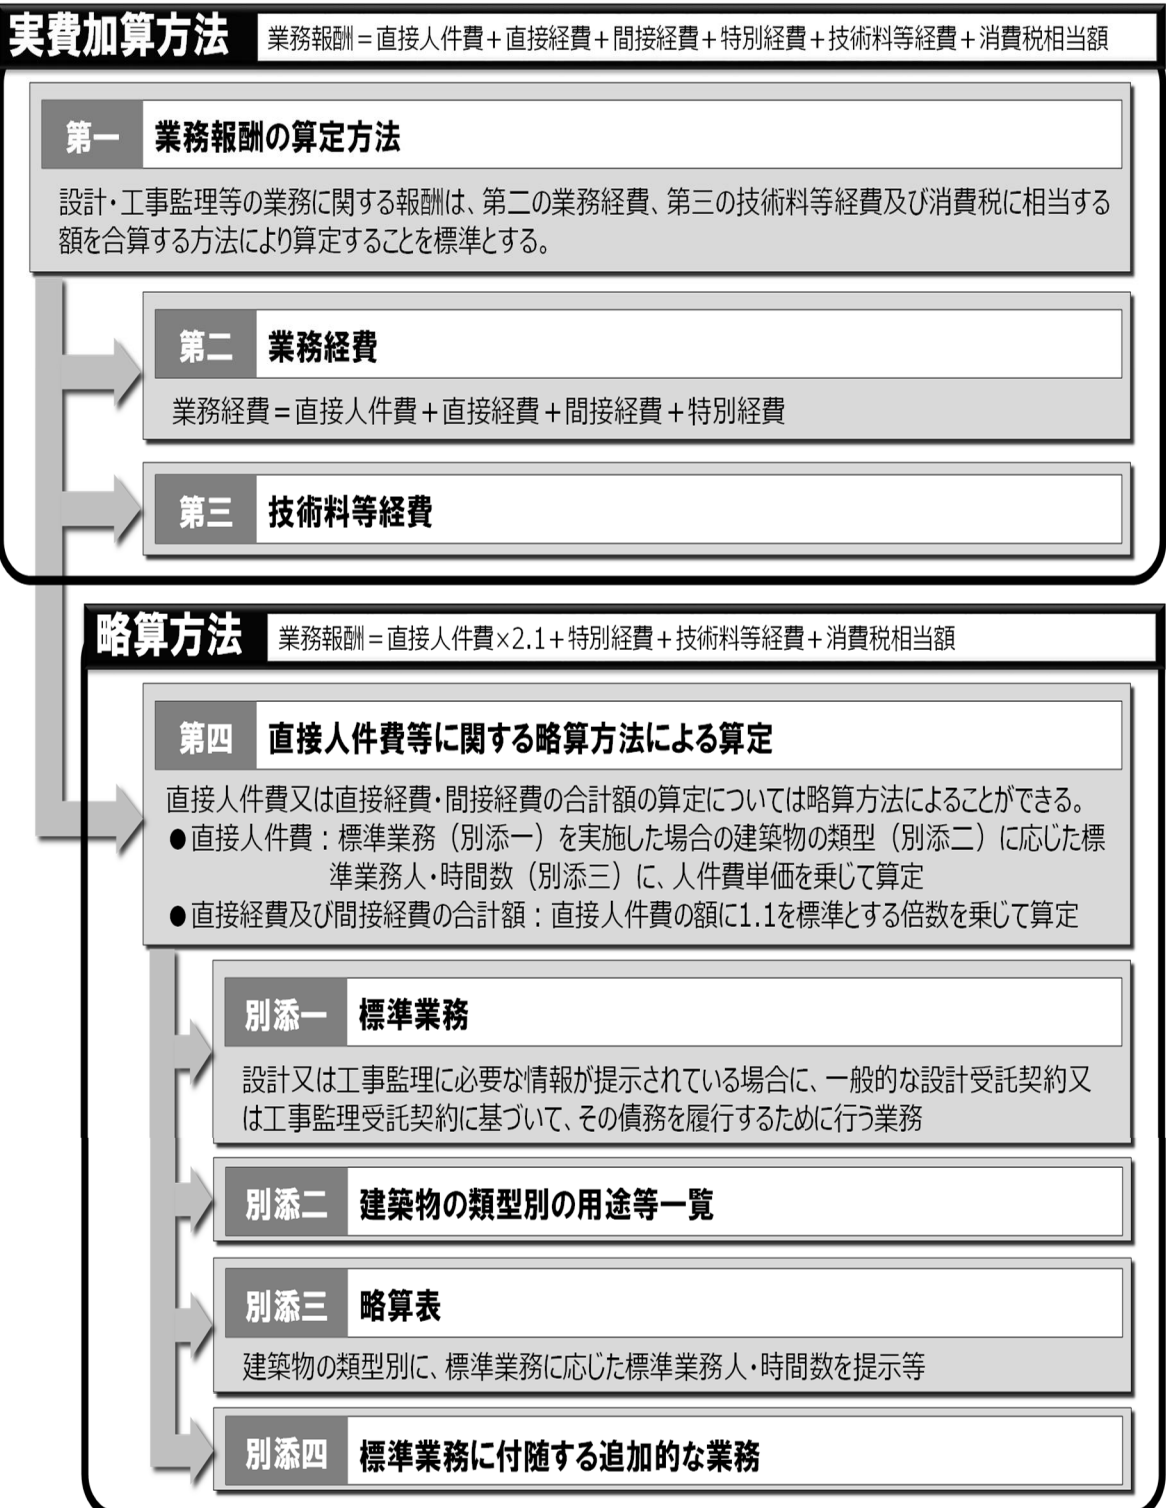 実費加算方法
業務報酬＝直接人件費＋直接経費＋間接経費＋特別経費＋技術料等経費＋消費税相当額
第一
業務報酬の算定方法
設計・工事監理等の業務に関する報酬は、第二の業務経費、第三の技術料等経費及び消費税に相当する
額を合算する方法により算定することを標準とする。
第二
業務経費
業務経費＝直接人件費＋直接経費＋間接経費＋特別経費
第三
技術料等経費
略算方法
業務報酬＝直接人件費×2.1＋特別経費＋技術料等経費＋消費税相当額
第四
直接人件費等に関する略算方法による算定
直接人件費又は直接経費・間接経費の合計額の算定については略算方法によることができる。
●直接人件費：標準業務（別添一）を実施した場合の建築物の類型（別添二）に応じた標
準業務人・時間数（別添三）に、人件費単価を乗じて算定
●直接経費及び間接経費の合計額：直接人件費の額に1.1を標準とする倍数を乗じて算定
別添一
標準業務
設計又は工事監理に必要な情報が提示されている場合に、一般的な設計受託契約又
は工事監理受託契約に基づいて、その債務を履行するために行う業務
別添二
建築物の類型別の用途等一覧
別添三
略算表
建築物の類型別に、標準業務に応じた標準業務人・時間数を提示等
別添四
標準業務に付随する追加的な業務